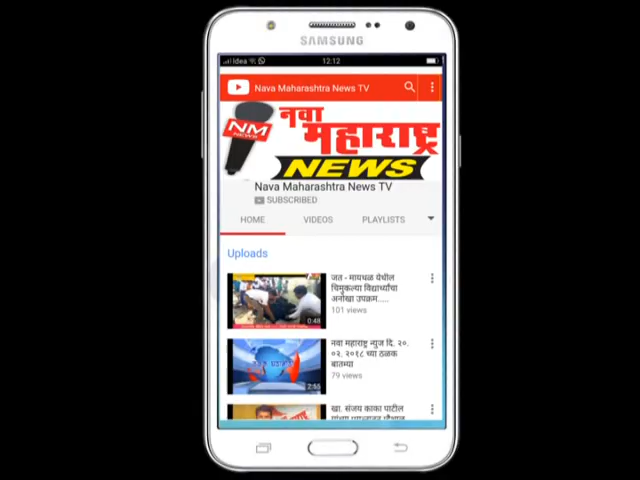 SAMSUNG
Idea 12:12
Nava Maharashtra News TV
नवा
महाराष्ट्र
NM
NEWS
NEWS
Nava Maharashtra News TV
SUBSCRIBED
HOME VIDEOS PLAYLISTS
Uploads
जत - मायथळ येथील
चिमुकल्या विद्यार्थ्यांचा
अनोखा उपक्रम.....
101 views
0:48
नवा महाराष्ट्र न्युज दि. २०.
०२. २०१८ च्या ठळक
बातम्या
79 views
2:55
खा. संजय काका पाटील